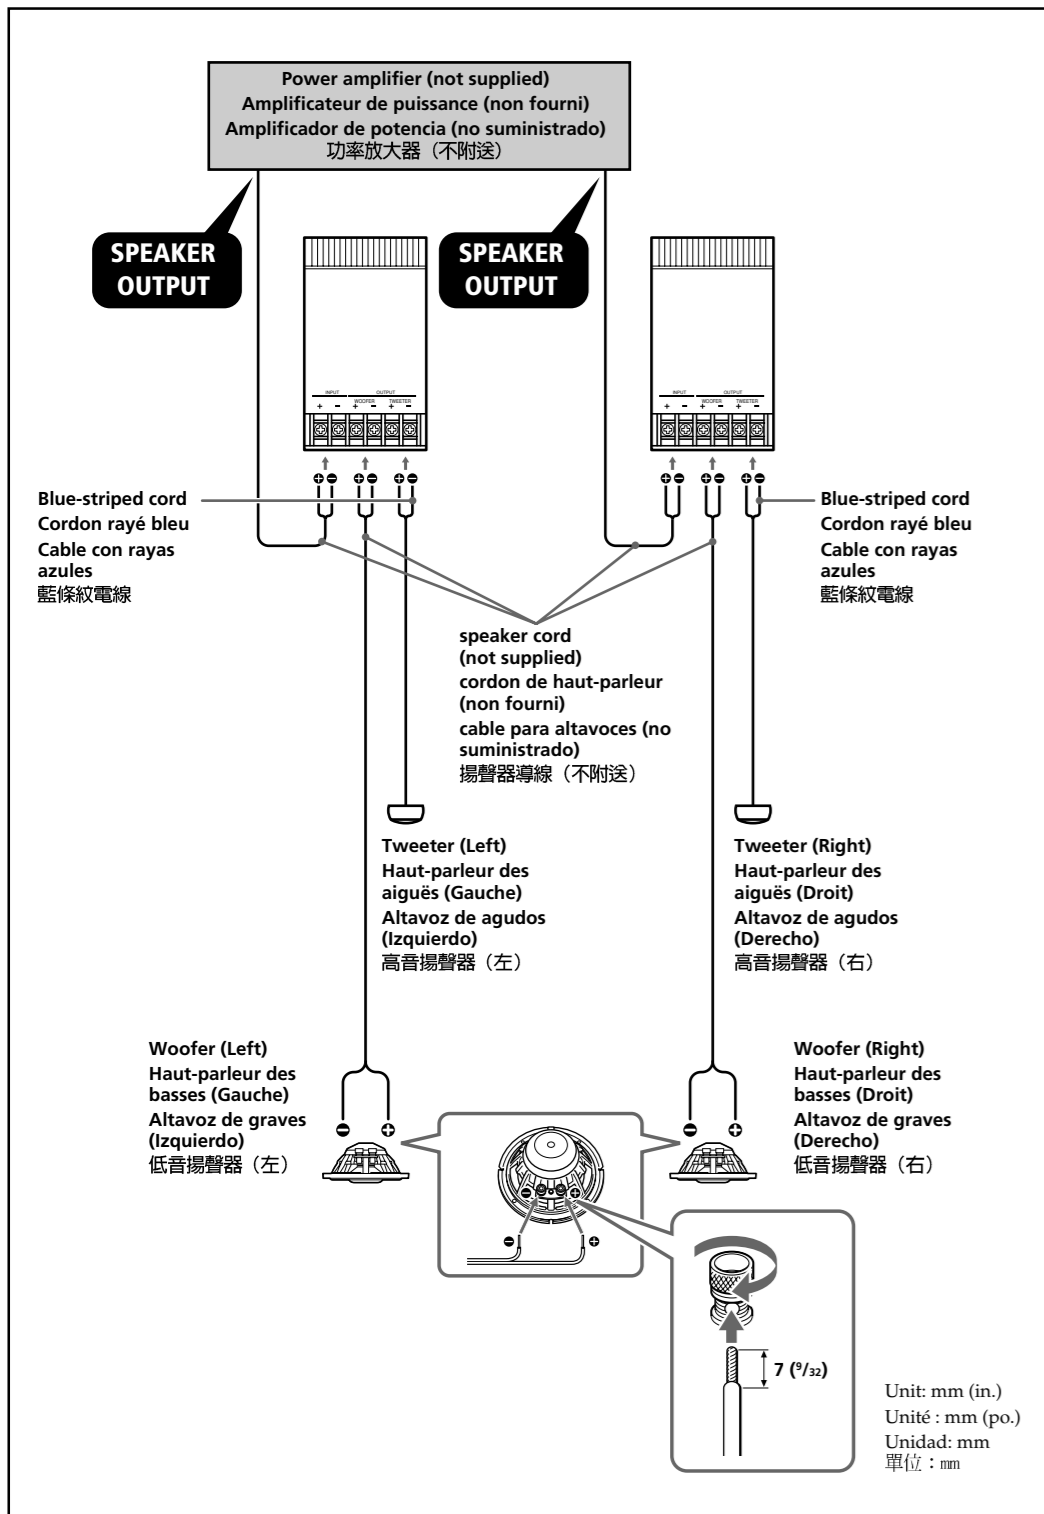 Power amplifier (not supplied)
Amplificateur de puissance (non fourni)
Amplificador de potencia (no suministrado)
功率放大器（不附送）
SPEAKER
OUTPUT
SPEAKER
OUTPUT
INPUT OUTPUT
WOOFER TWEETER
+ − + − + −
INPUT OUTPUT
WOOFER TWEETER
+ − + − + −
⊕⊖ ⊕⊖ ⊕⊖
⊕⊖ ⊕⊖ ⊕⊖
Blue-striped cord
Cordon rayé bleu
Cable con rayas
azules
藍條紋電線
Blue-striped cord
Cordon rayé bleu
Cable con rayas
azules
藍條紋電線
speaker cord
(not supplied)
cordon de haut-parleur
(non fourni)
cable para altavoces (no
suministrado)
揚聲器導線（不附送）
Tweeter (Left)
Haut-parleur des
aiguës (Gauche)
Altavoz de agudos
(Izquierdo)
高音揚聲器（左）
Tweeter (Right)
Haut-parleur des
aiguës (Droit)
Altavoz de agudos
(Derecho)
高音揚聲器（右）
Woofer (Left)
Haut-parleur des
basses (Gauche)
Altavoz de graves
(Izquierdo)
低音揚聲器（左）
⊖ ⊕
Woofer (Right)
Haut-parleur des
basses (Droit)
Altavoz de graves
(Derecho)
低音揚聲器（右）
⊖ ⊕
⊖ ⊕
⊖ ⊕
7 (9/32)
Unit: mm (in.)
Unité : mm (po.)
Unidad: mm
單位：mm